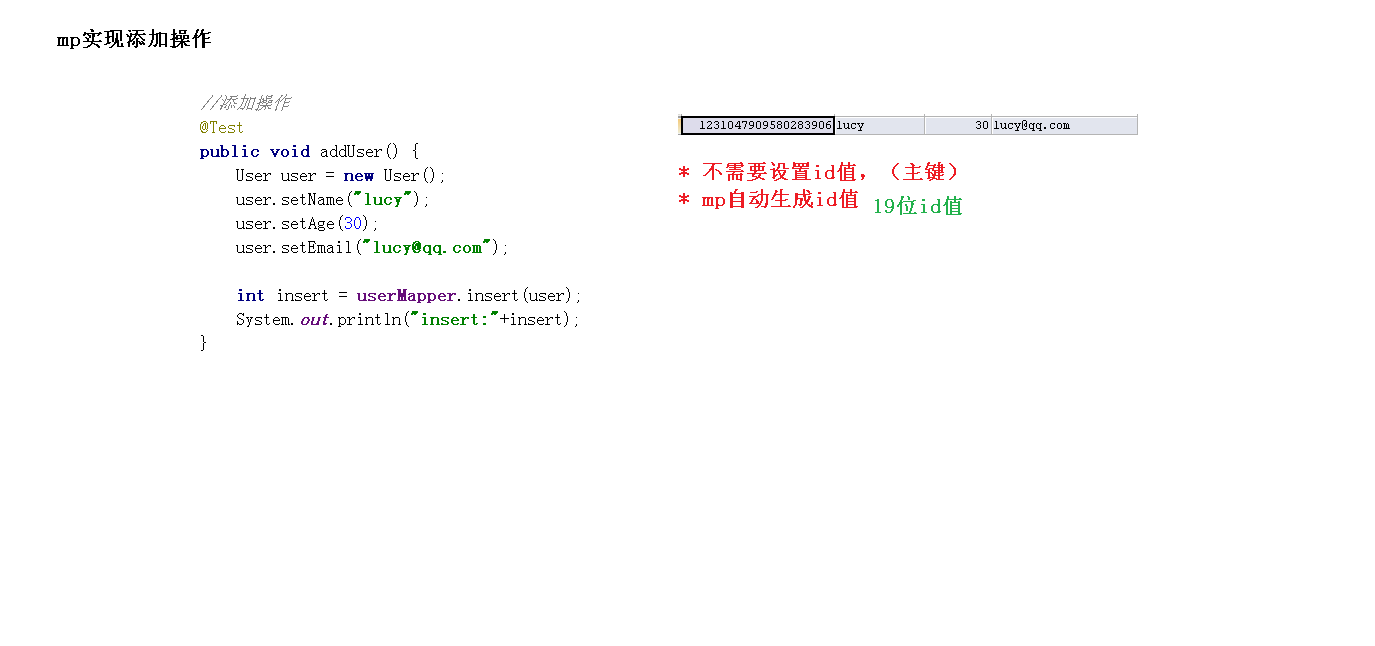 mp实现添加操作
//添加操作
@Test
public void addUser() {
    User user = new User();
    user.setName("lucy");
    user.setAge(30);
    user.setEmail("lucy@qq.com");
    int insert = userMapper.insert(user);
    System.out.println("insert:"+insert);
}
1231047909580283906 lucy 30 lucy@qq.com
* 不需要设置id值，（主键）
* mp自动生成id值 19位id值